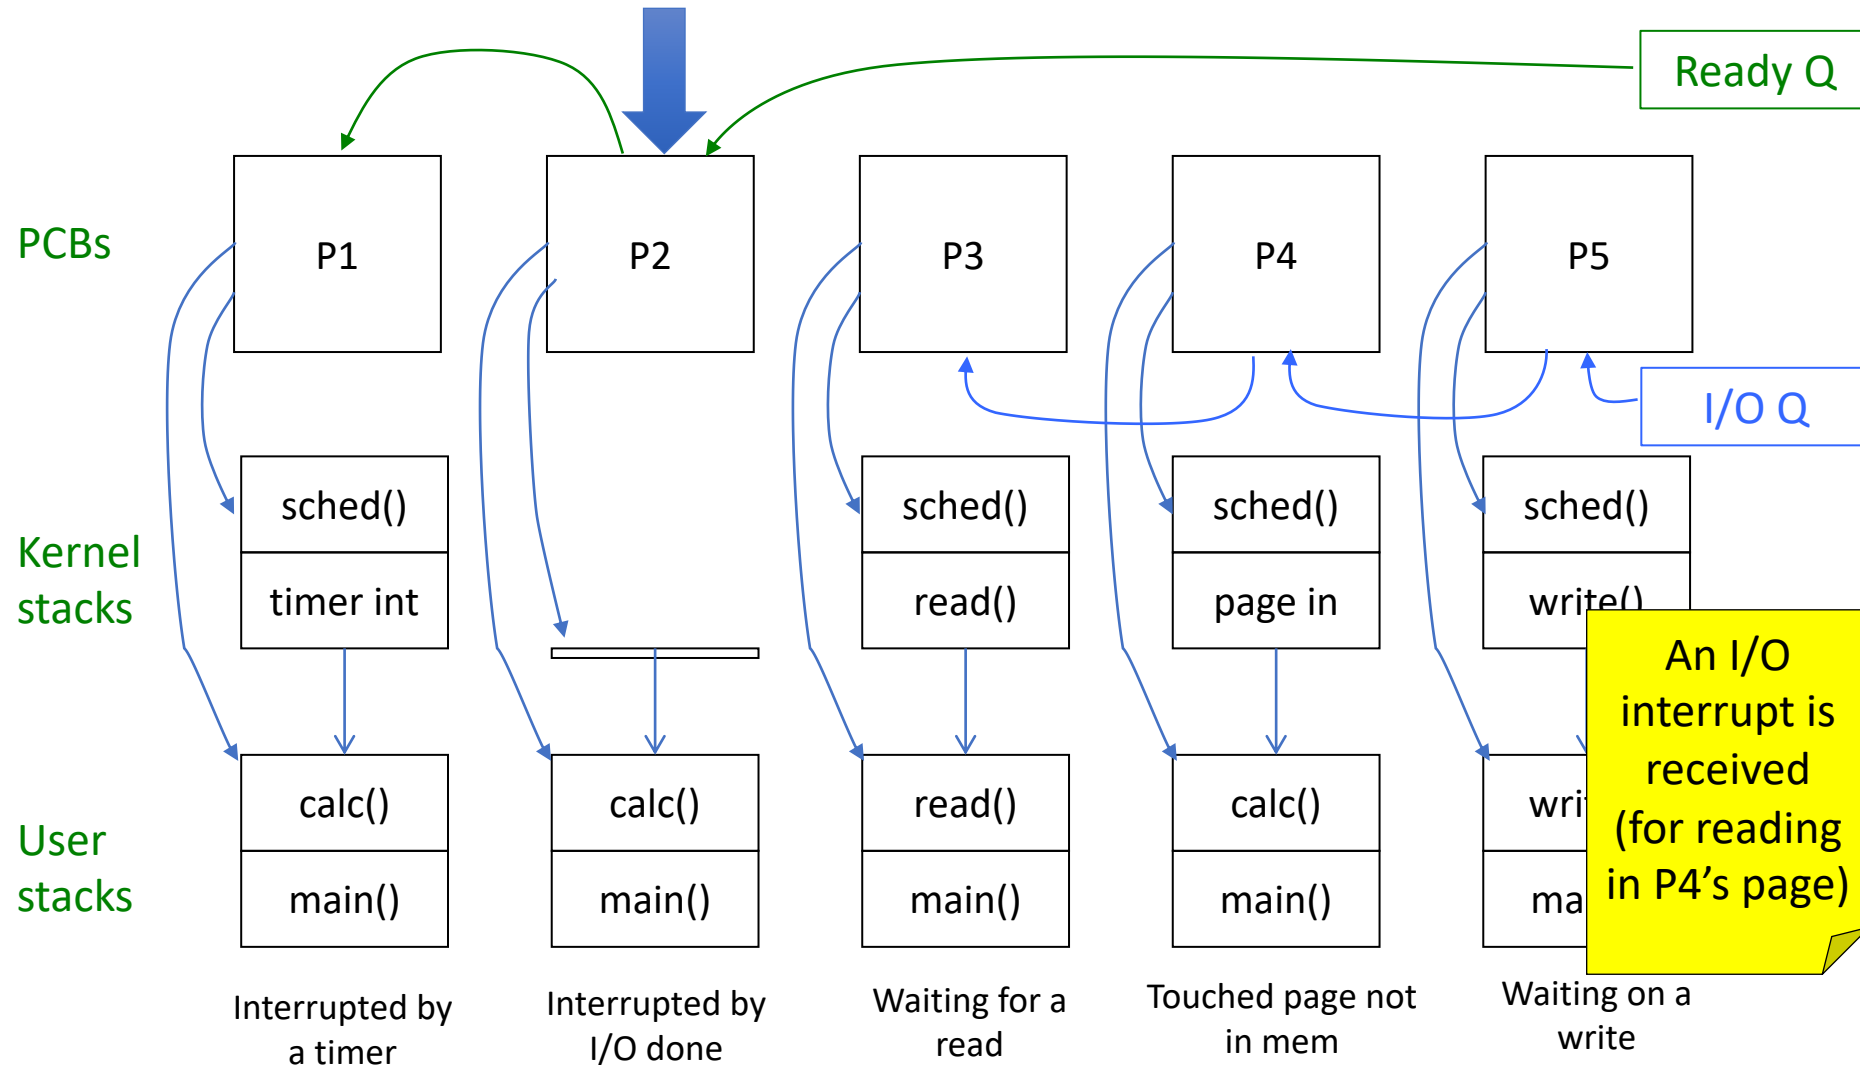 Ready Q
PCBs
P1
P2
P3
P4
P5
I/O Q
Kernel
stacks
sched()
timer int
sched()
read()
sched()
page in
sched()
write()
User
stacks
calc()
main()
calc()
main()
read()
main()
calc()
main()
An I/O
interrupt is
received
(for reading
in P4’s page)
Interrupted by
a timer
Interrupted by
I/O done
Waiting for a
read
Touched page not
in mem
Waiting on a
write